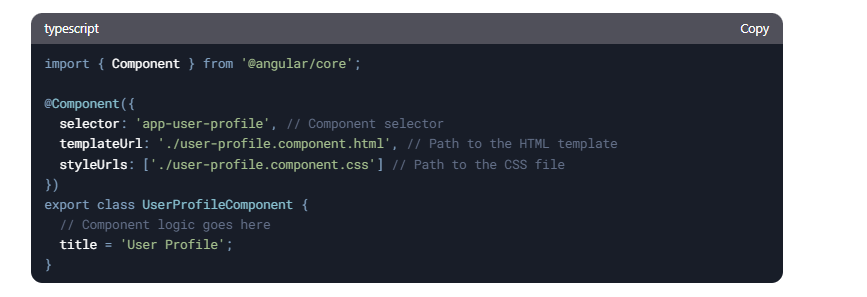 typescript
Copy
import { Component } from '@angular/core';
@Component({
selector: 'app-user-profile', // Component selector
templateUrl: './user-profile.component.html', // Path to the HTML template
styleUrls: ['./user-profile.component.css'] // Path to the CSS file
})
export class UserProfileComponent {
// Component logic goes here
title = 'User Profile';
}